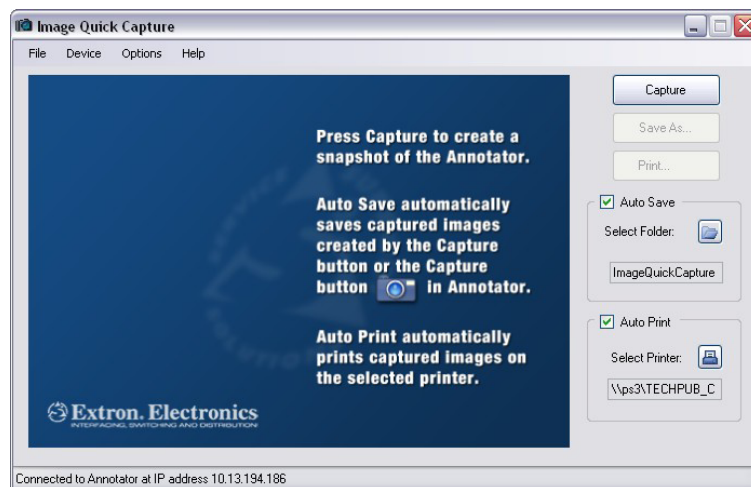 Image Quick Capture
File Device Options Help
Press Capture to create a
snapshot of the Annotator.
Auto Save automatically
saves captured images
created by the Capture
button or the Capture
button in Annotator.
Auto Print automatically
prints captured images on
the selected printer.
Extron. Electronics
INTERFACING, SWITCHING AND DISTRIBUTION
Capture
Save As...
Print...
Auto Save
Select Folder:
ImageQuickCapture
Auto Print
Select Printer:
\\ps3\TECHPUB_C
Connected to Annotator at IP address 10.13.194.186